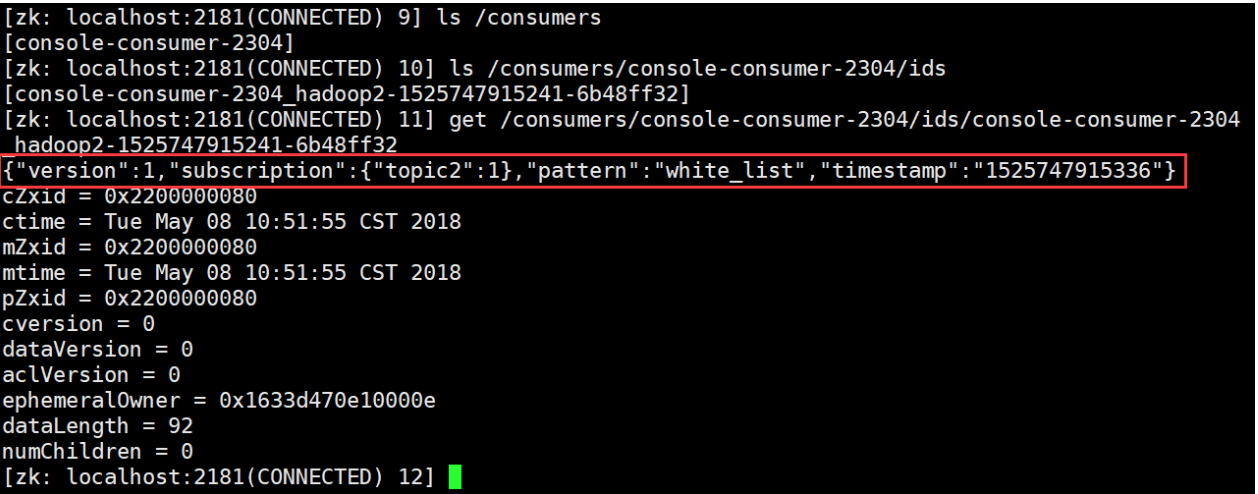 [zk: localhost:2181(CONNECTED) 9] ls /consumers
[console-consumer-2304]
[zk: localhost:2181(CONNECTED) 10] ls /consumers/console-consumer-2304/ids
[console-consumer-2304_hadoop2-1525747915241-6b48ff32]
[zk: localhost:2181(CONNECTED) 11] get /consumers/console-consumer-2304/ids/console-consumer-2304
_hadoop2-1525747915241-6b48ff32
{"version":1,"subscription":{"topic2":1},"pattern":"white_list","timestamp":"1525747915336"}
cZxid = 0x2200000080
ctime = Tue May 08 10:51:55 CST 2018
mZxid = 0x2200000080
mtime = Tue May 08 10:51:55 CST 2018
pZxid = 0x2200000080
cversion = 0
dataVersion = 0
aclVersion = 0
ephemeralOwner = 0x1633d470e10000e
dataLength = 92
numChildren = 0
[zk: localhost:2181(CONNECTED) 12]